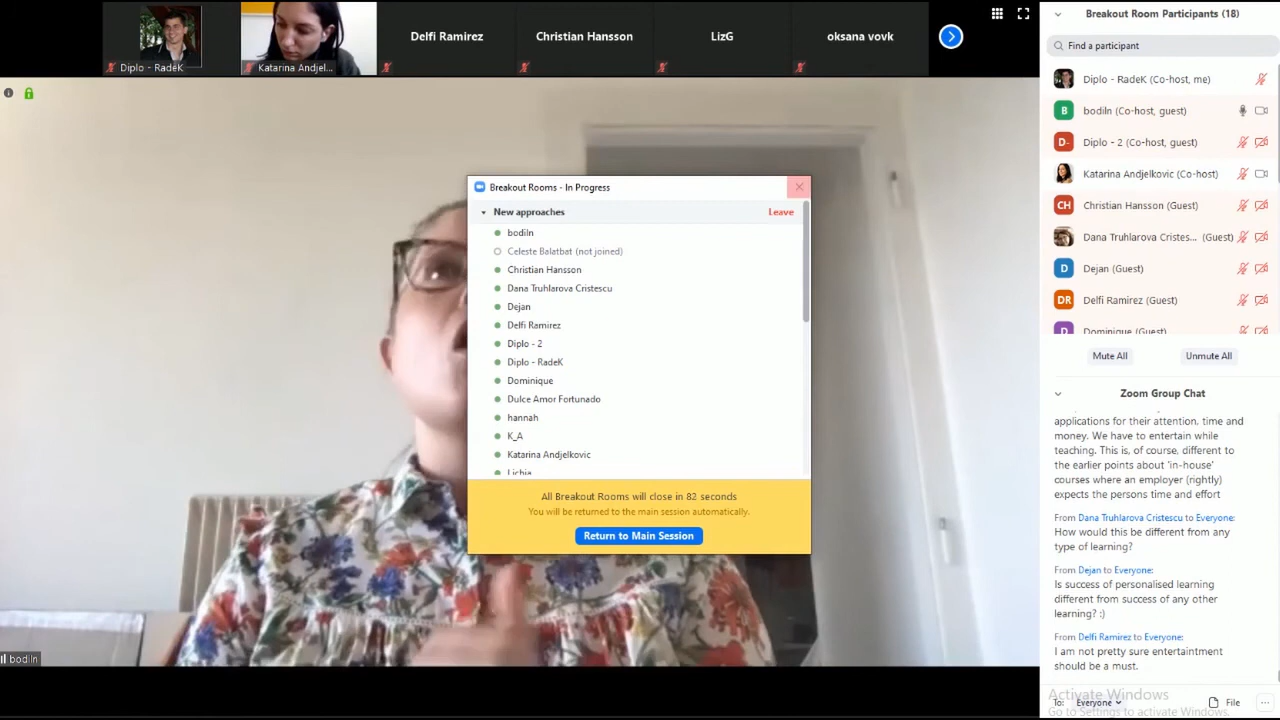 Delfi Ramirez
Christian Hansson
LizG
oksana vovk
Diplo - RadeK
Katarina Andjel...
Breakout Rooms - In Progress
New approaches
Leave
bodiln
Celeste Balatbat (not joined)
Christian Hansson
Dana Truhlarova Cristescu
Dejan
Delfi Ramirez
Diplo - 2
Diplo - RadeK
Dominique
Dulce Amor Fortunado
hannah
K_A
Katarina Andjelkovic
Lichia
All Breakout Rooms will close in 82 seconds
You will be returned to the main session automatically.
Return to Main Session
bodiln
Breakout Room Participants (18)
Find a participant
Diplo - RadeK (Co-host, me)
B
bodiln (Co-host, guest)
D-
Diplo - 2 (Co-host, guest)
Katarina Andjelkovic (Co-host)
CH
Christian Hansson (Guest)
Dana Truhlarova Cristes... (Guest)
D
Dejan (Guest)
DR
Delfi Ramirez (Guest)
D
Dominique (Guest)
Mute All
Unmute All
Zoom Group Chat
applications for their attention, time and
money. We have to entertain while
teaching. This is, of course, different to
the earlier points about 'in-house'
courses where an employer (rightly)
expects the persons time and effort
From Dana Truhlarova Cristescu to Everyone:
How would this be different from any
type of learning?
From Dejan to Everyone:
Is success of personalised learning
different from success of any other
learning? :)
From Delfi Ramirez to Everyone:
I am not pretty sure entertaintment
should be a must.
Activate Windows
To: Everyone
File
Go to Settings to activate Windows.